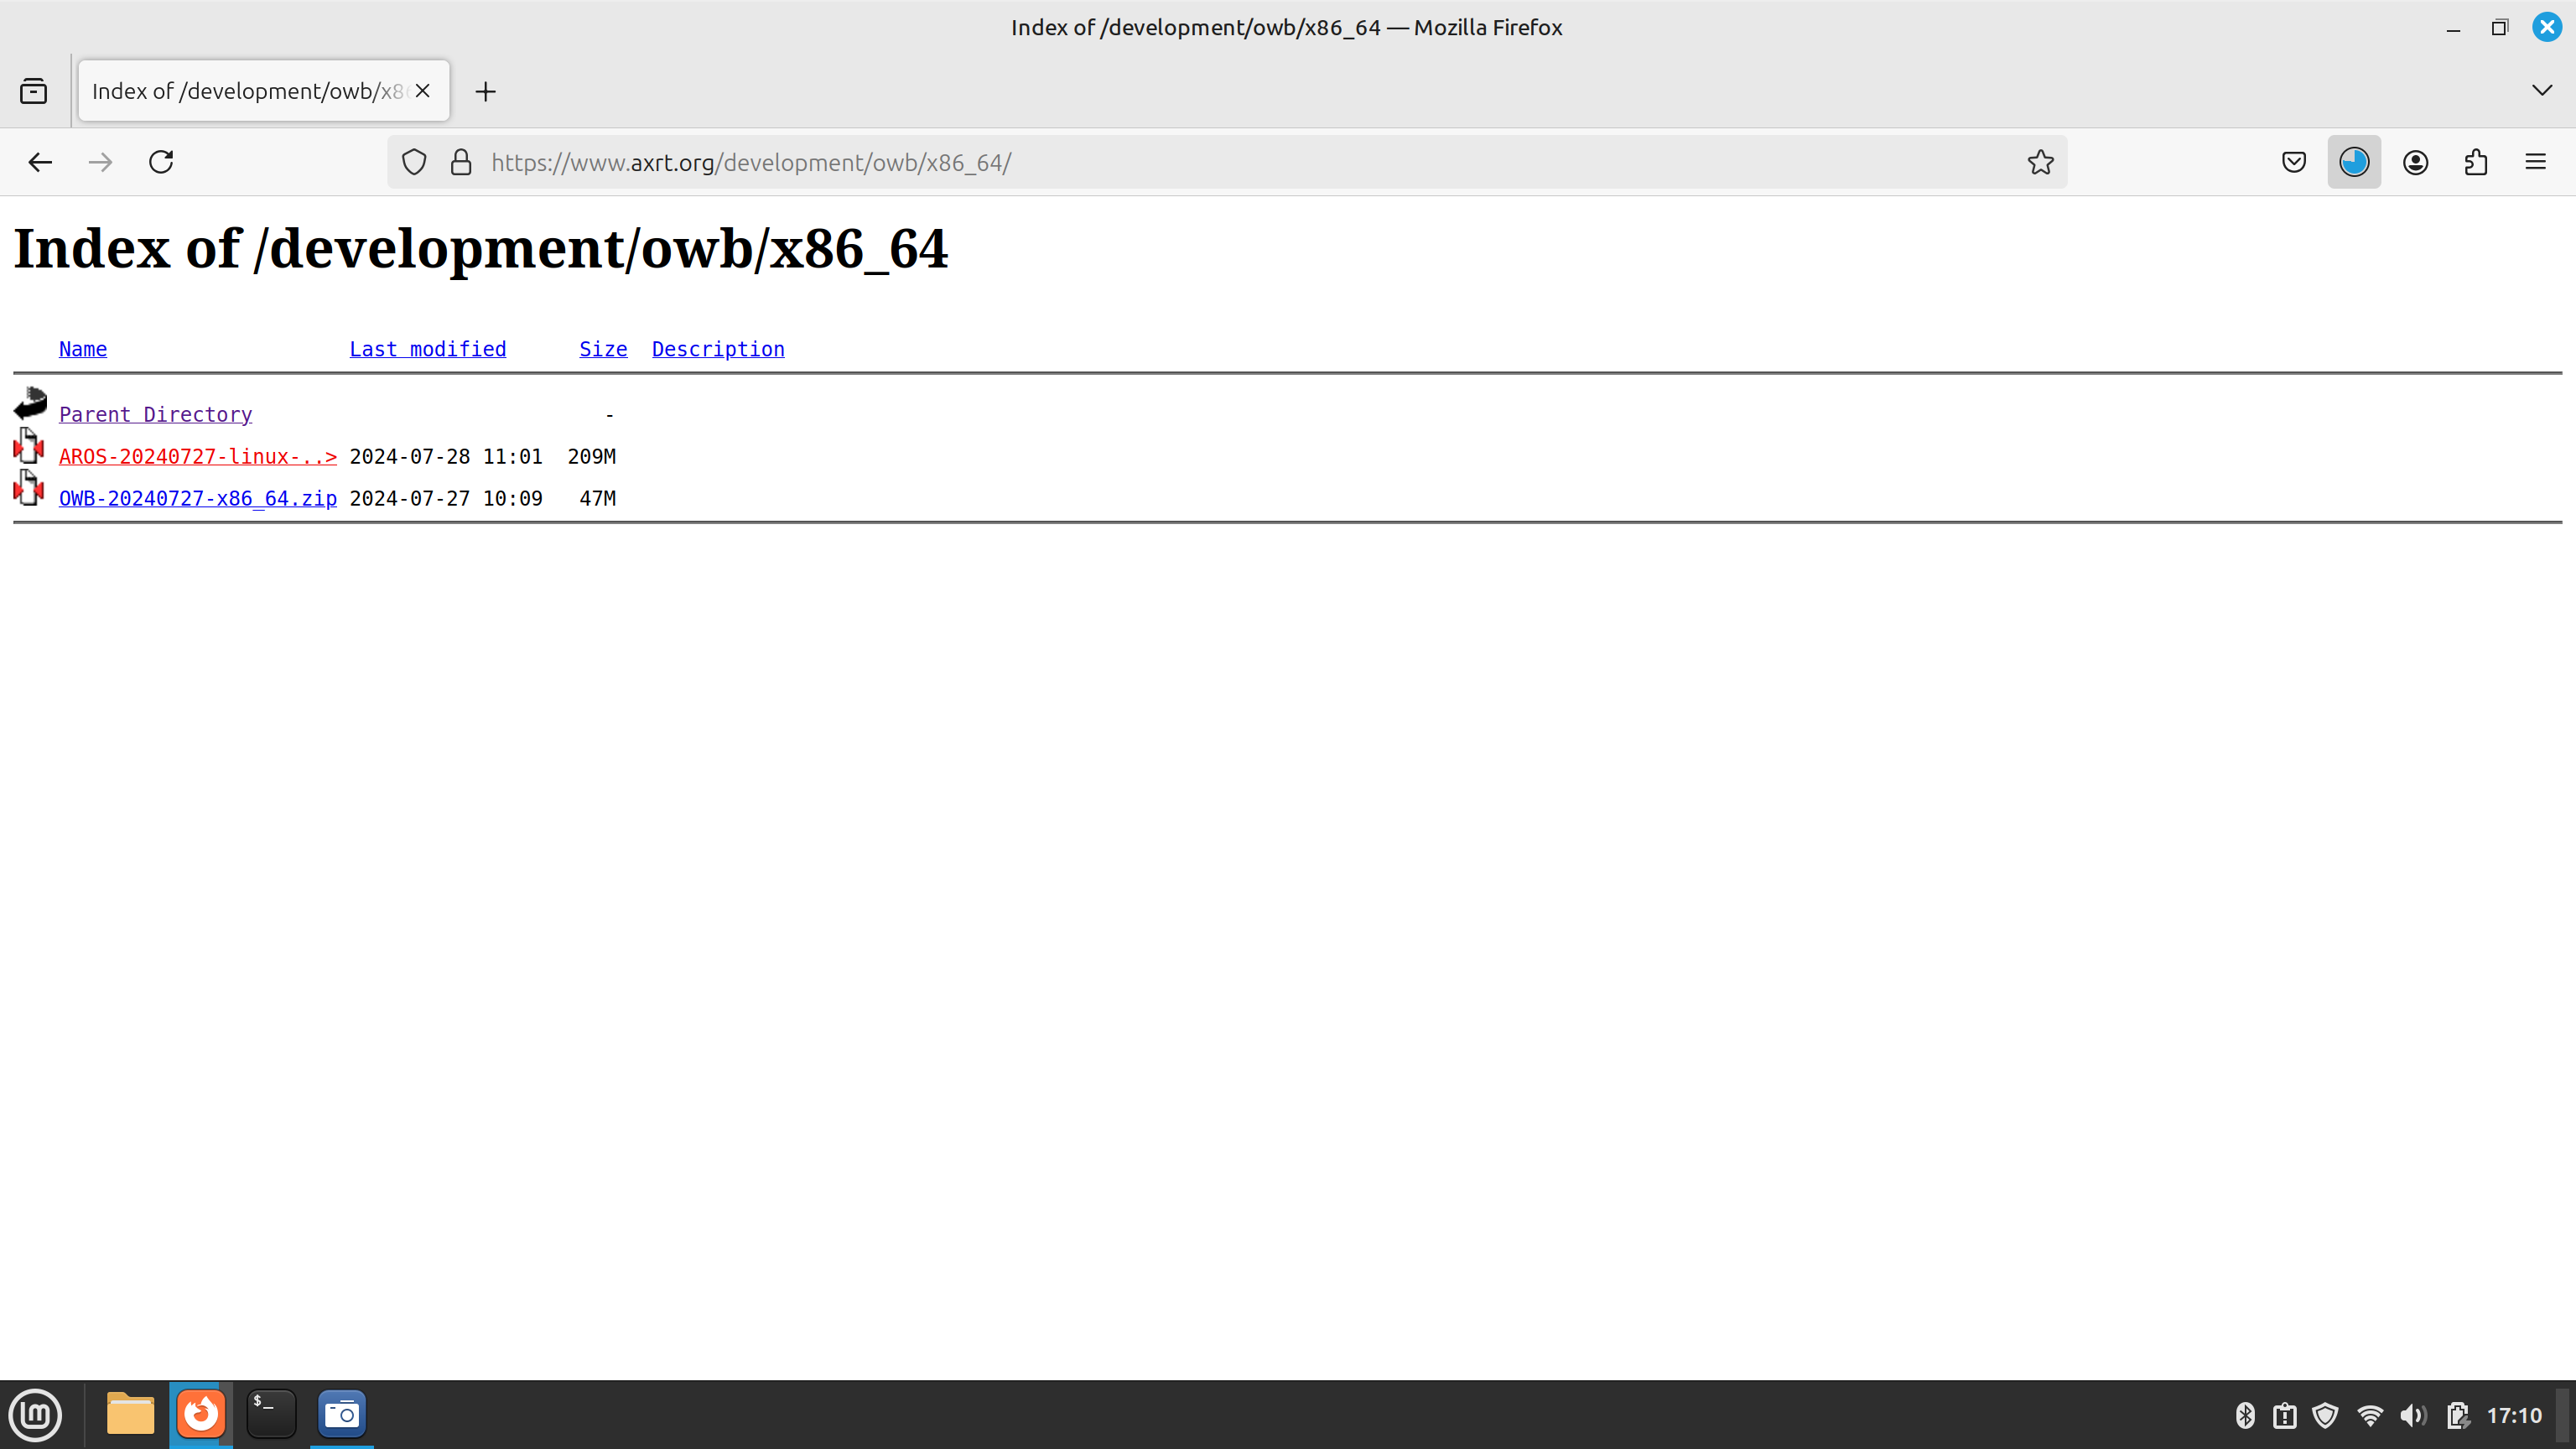 Index of /development/owb/x86_64 — Mozilla Firefox
Index of /development/owb/x86
https://www.axrt.org/development/owb/x86_64/
Index of /development/owb/x86_64
Name Last modified Size Description
Parent Directory -
AROS-20240727-linux-..> 2024-07-28 11:01 209M
OWB-20240727-x86_64.zip 2024-07-27 10:09 47M
$_
lm
17:10